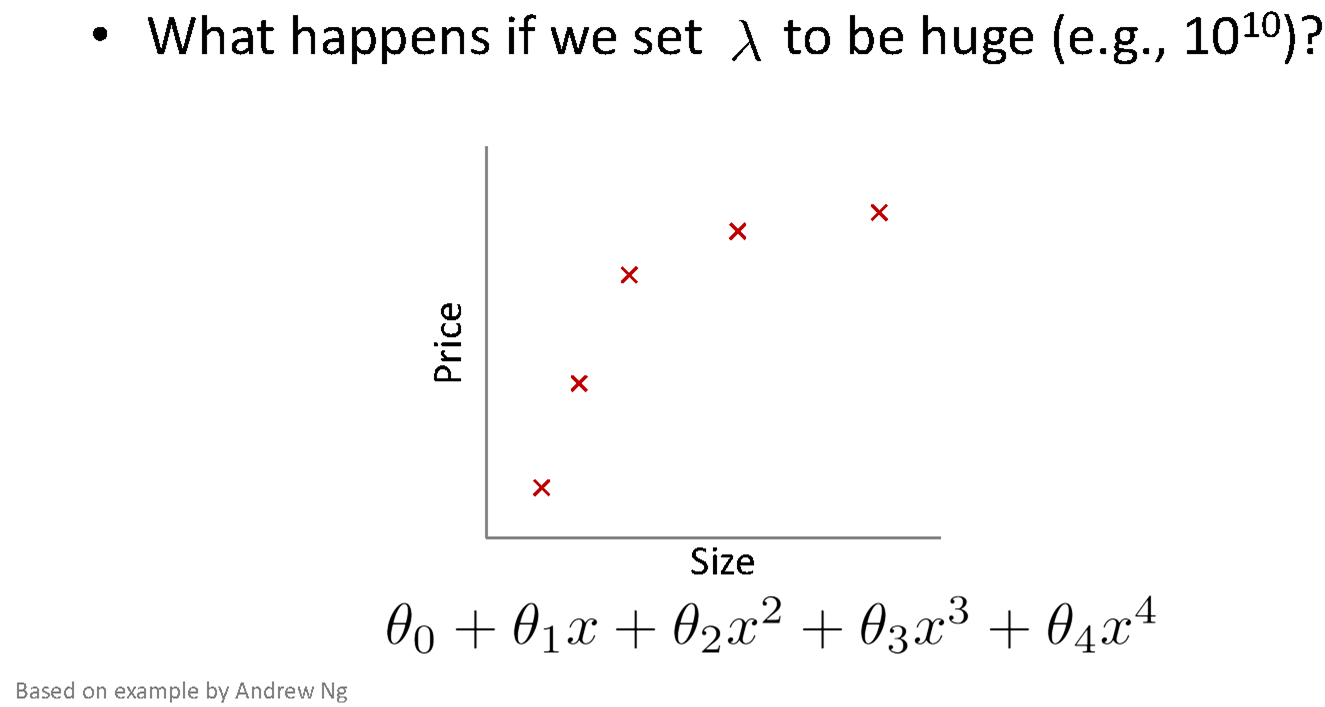 • What happens if we set λ to be huge (e.g., 10¹⁰)?
Price
Size
θ₀ + θ₁x + θ₂x² + θ₃x³ + θ₄x⁴
Based on example by Andrew Ng